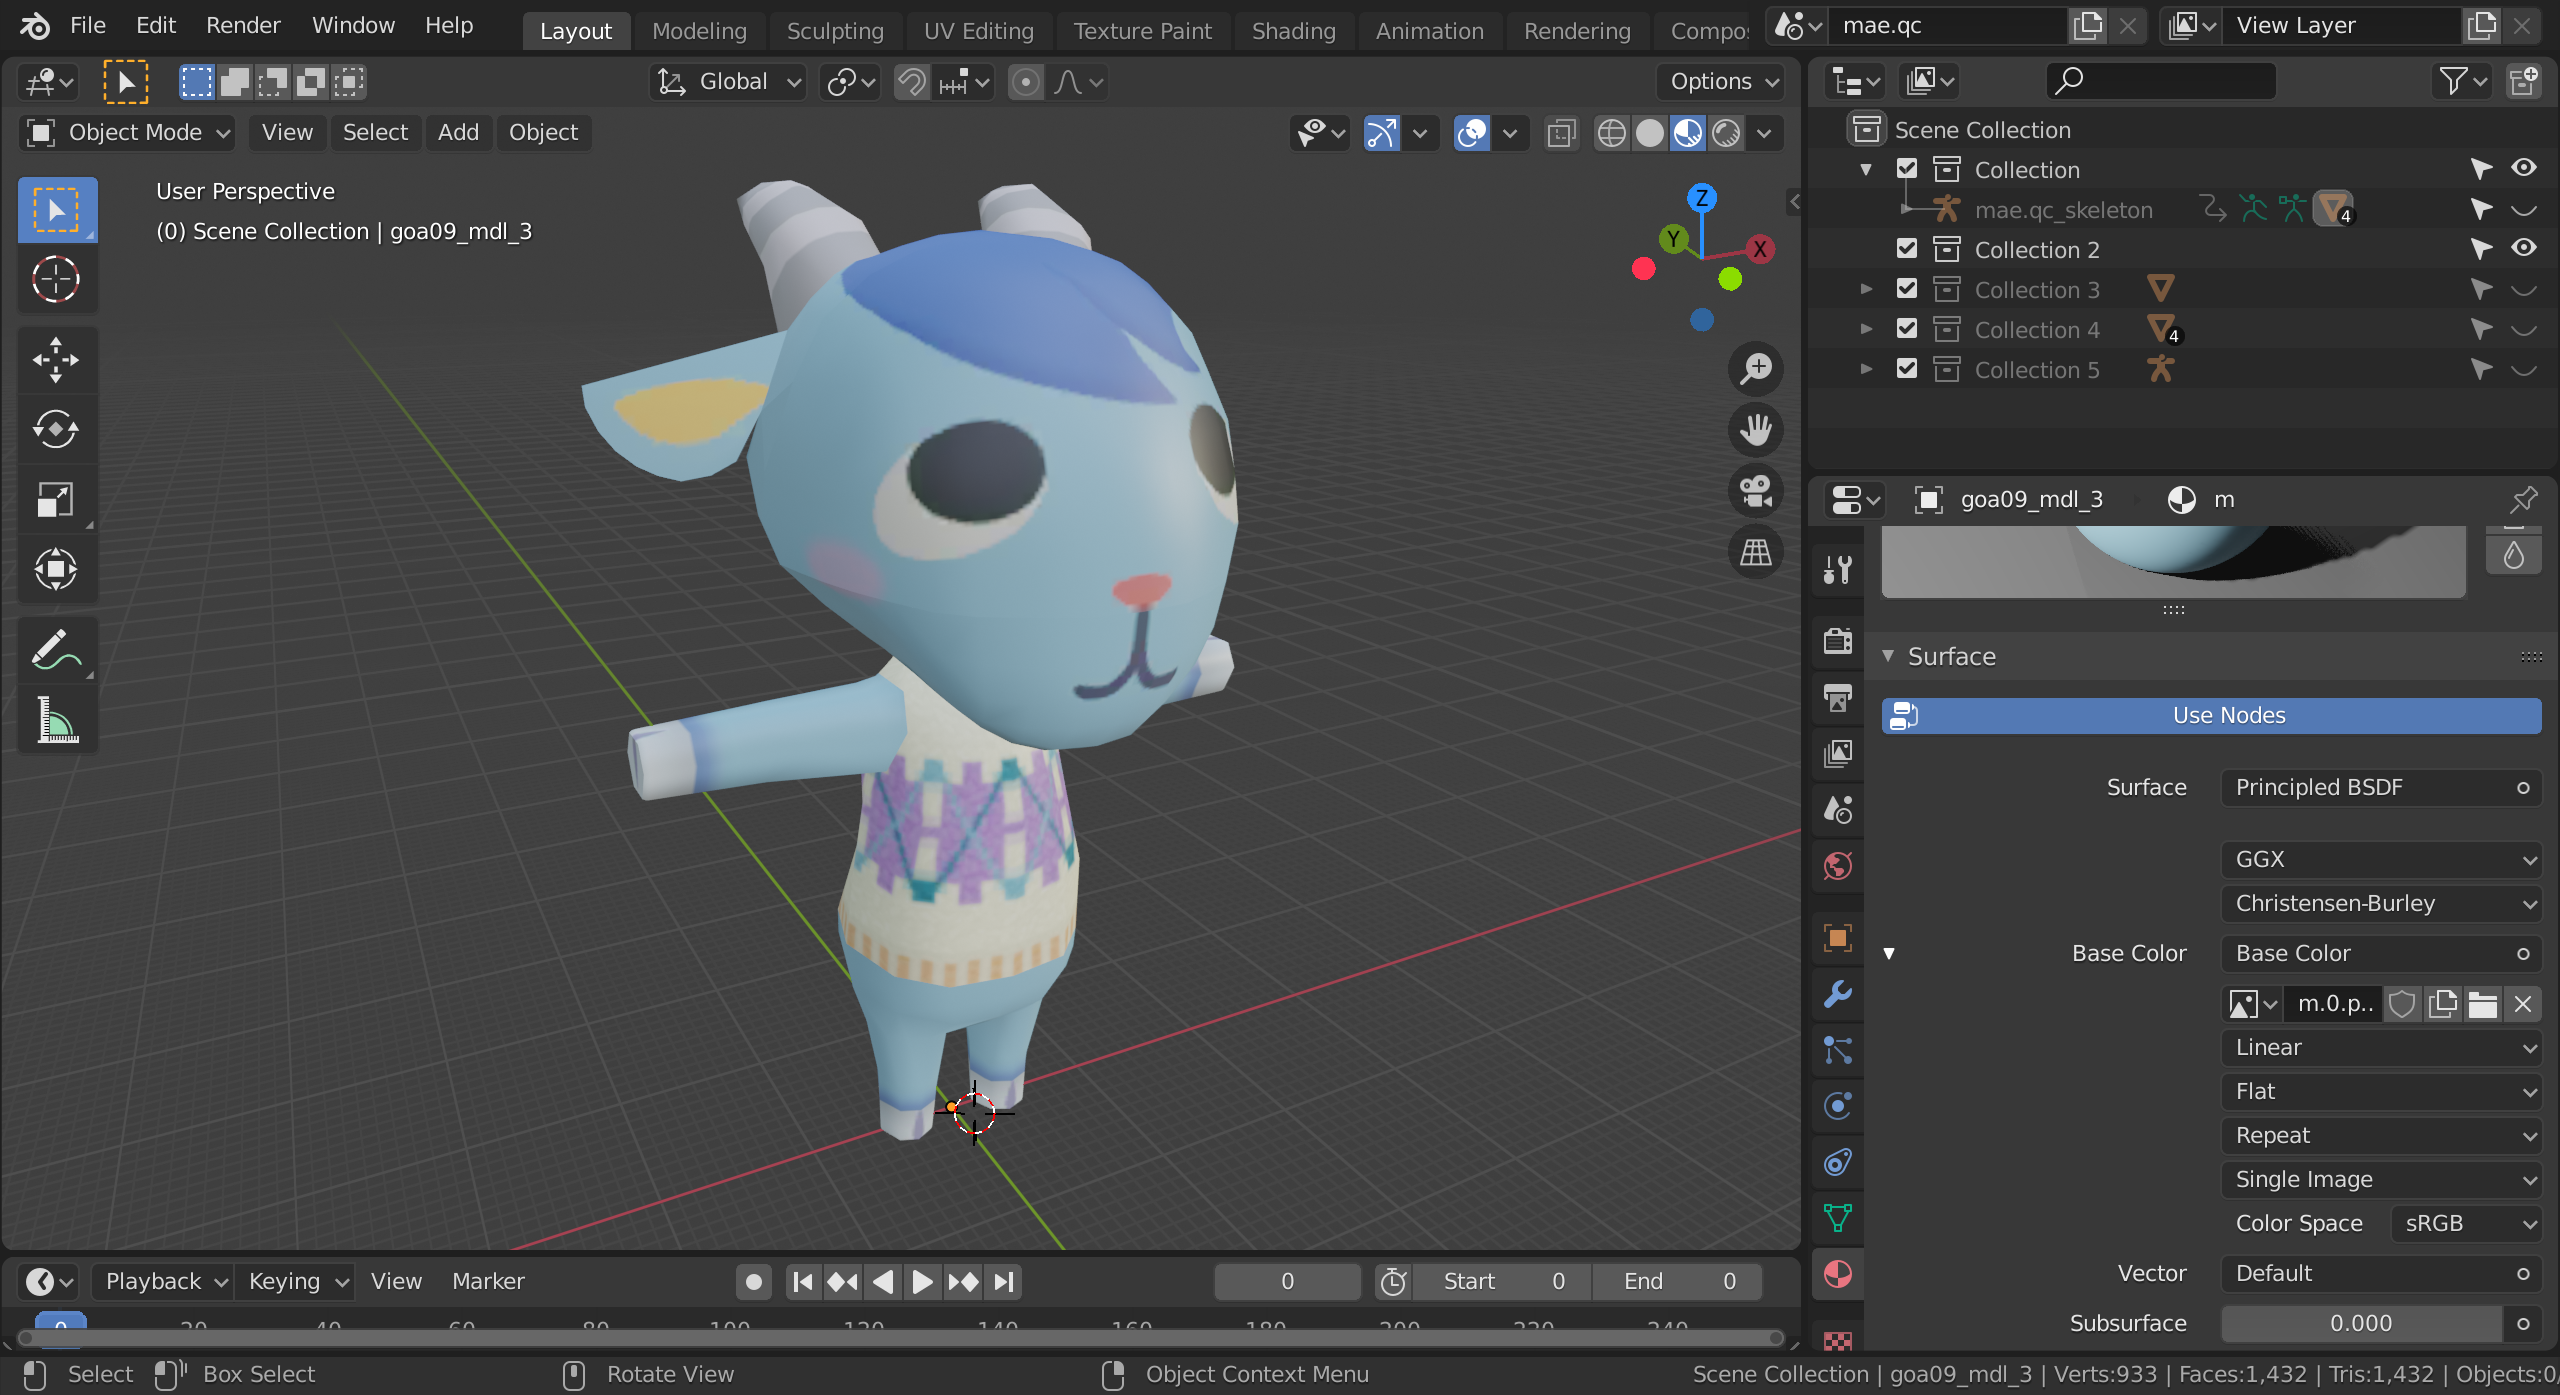 File Edit Render Window Help Layout Modeling Sculpting UV Editing Texture Paint Shading Animation Rendering mae.qc View Layer
Global Options
Object Mode View Select Add Object
User Perspective
(0) Scene Collection | goa09_mdl_3
Z
Y
X
Scene Collection
Collection
mae.qc_skeleton 4
Collection 2
Collection 3
Collection 4 4
Collection 5
goa09_mdl_3 m
Surface
Use Nodes
Surface Principled BSDF
GGX
Christensen-Burley
Base Color Base Color
m.0.p..
Linear
Flat
Repeat
Single Image
Color Space sRGB
Vector Default
Subsurface 0.000
Playback Keying View Marker 0 Start 0 End 0
0 20 40 60 80 120 140 160 180 200 220 240
Select Box Select Rotate View Object Context Menu Scene Collection | goa09_mdl_3 | Verts:933 | Faces:1,432 | Tris:1,432 | Objects:0/